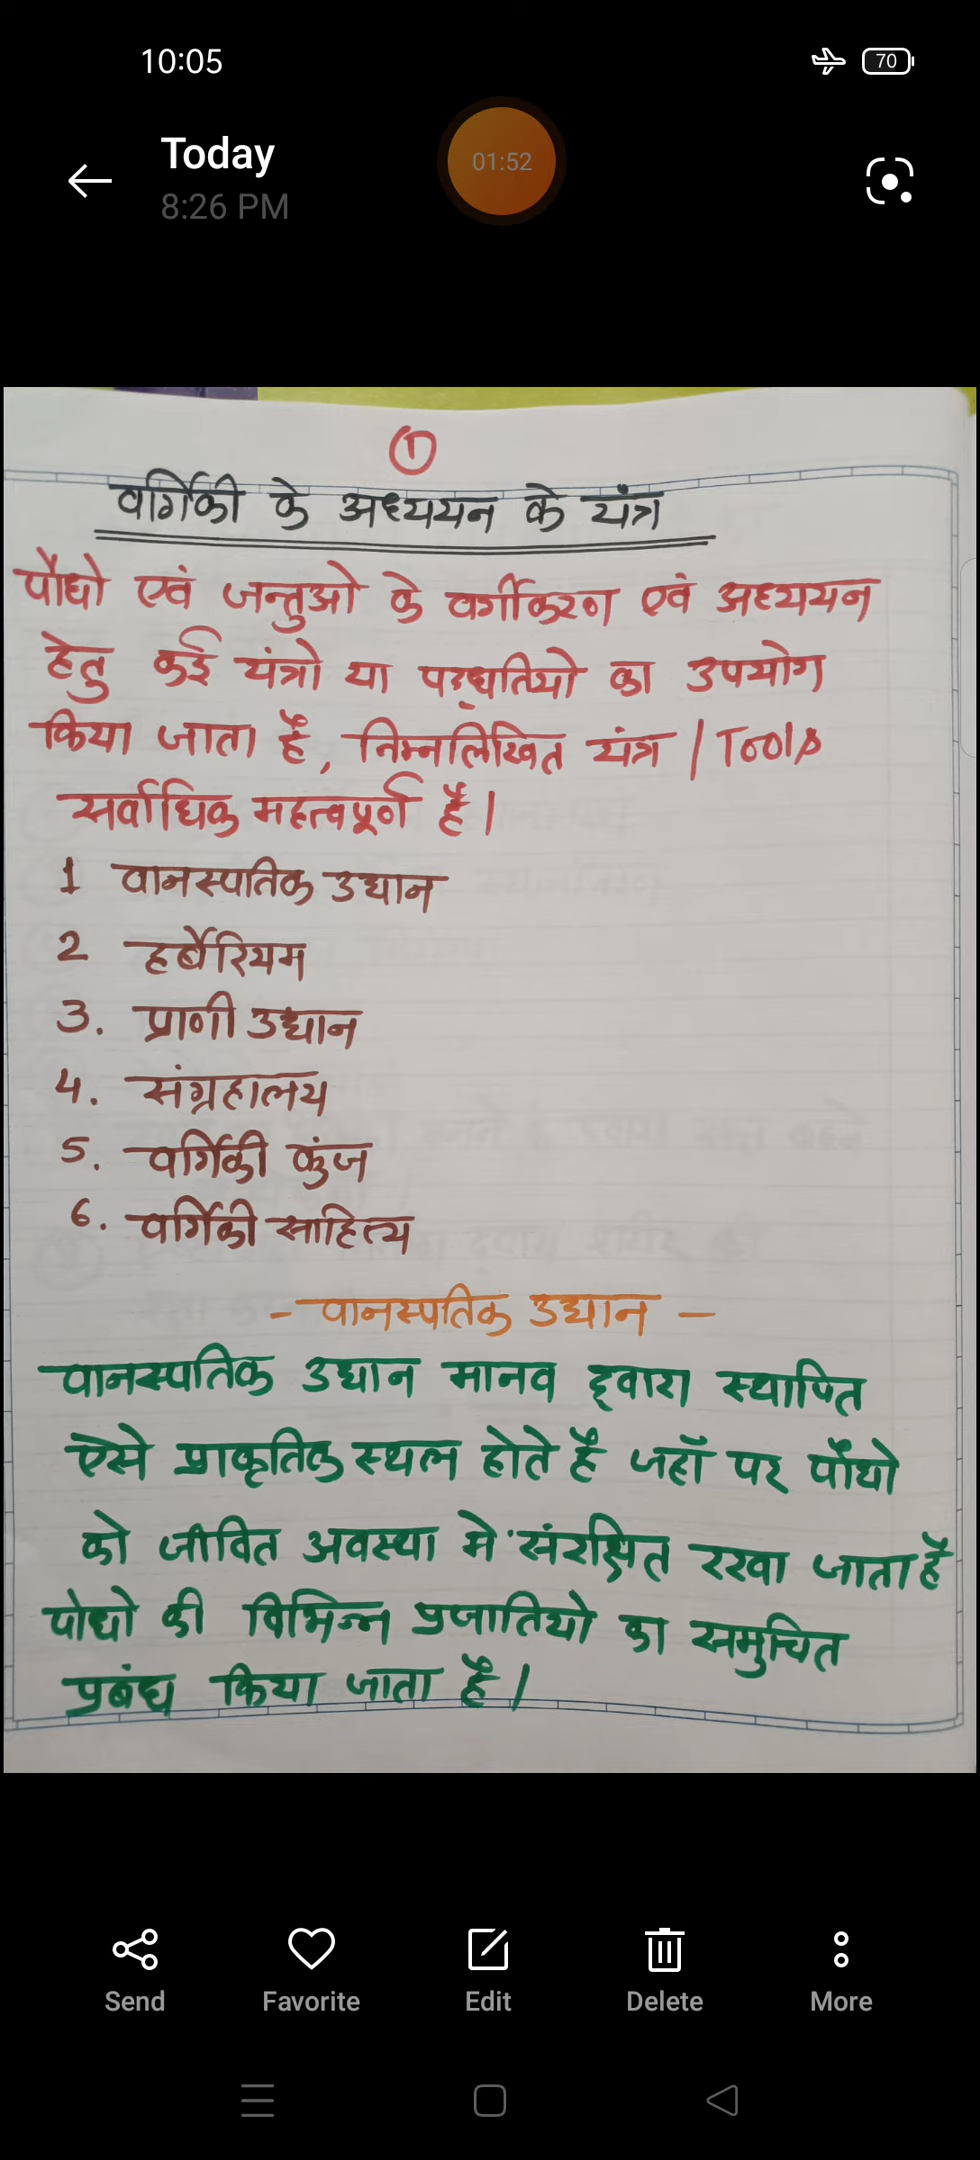 10:05
70
Today
01:52
8:26 PM
1
वर्गिकी के अध्ययन के यंत्र
पौधो एवं जन्तुओ के वर्गीकरण एवं अध्ययन
हेतु कई यंत्रो या पद्धतियो का उपयोग
किया जाता है, निम्नलिखित यंत्र / Tools
सर्वाधिक महत्वपूर्ण है।
1 वानस्पतिक उद्यान
2 हर्बेरियम
3. प्राणी उद्यान
4. संग्रहालय
5. वर्गिकी कुंज
6. वर्गिकी साहित्य
- वानस्पतिक उद्यान -
वानस्पतिक उद्यान मानव द्वारा स्थापित
ऐसे प्राकृतिक स्थल होते है जहाँ पर पौधो
को जीवित अवस्था मे संरक्षित रखा जाता है
पोधो की विभिन्न प्रजातियो का समुचित
प्रबंध किया जाता है।
Send Favorite Edit Delete More